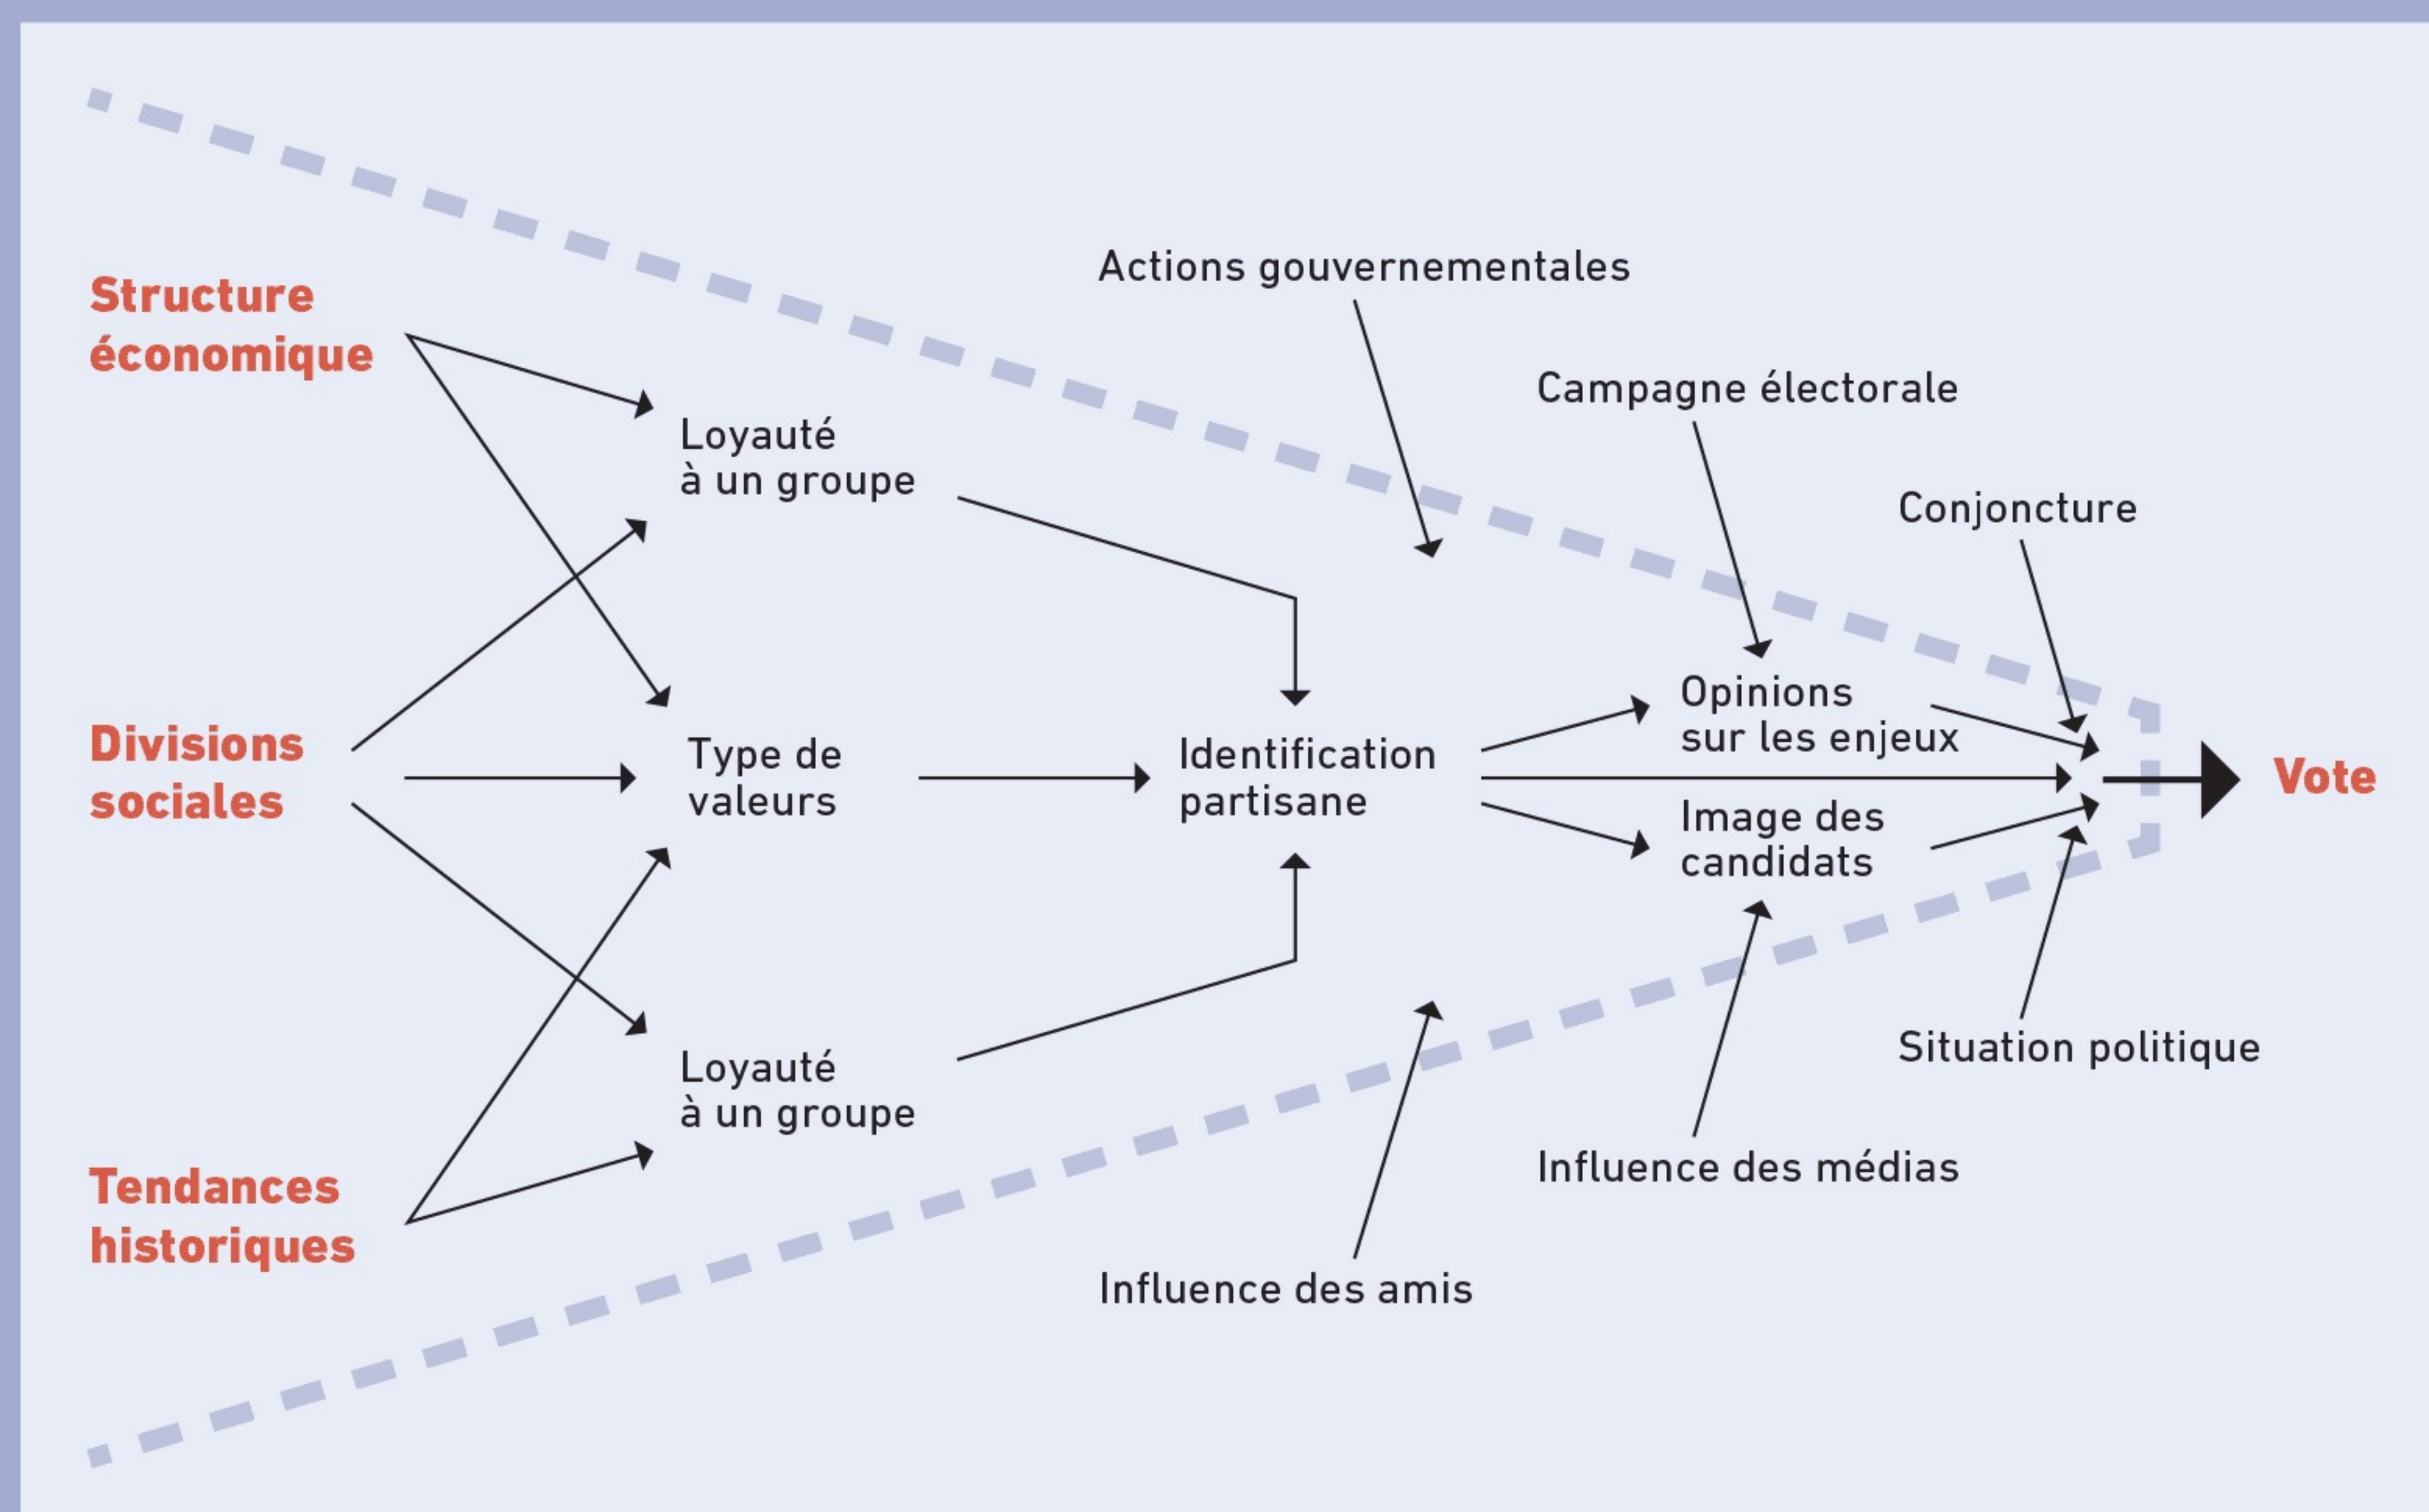 Actions gouvernementales
Structure
économique
Campagne électorale
Loyauté
à un groupe
Conjoncture
Opinions
sur les enjeux
Divisions
sociales
Type de
valeurs
Identification
partisane
Vote
Image des
candidats
Loyauté
à un groupe
Situation politique
Tendances
historiques
Influence des médias
Influence des amis